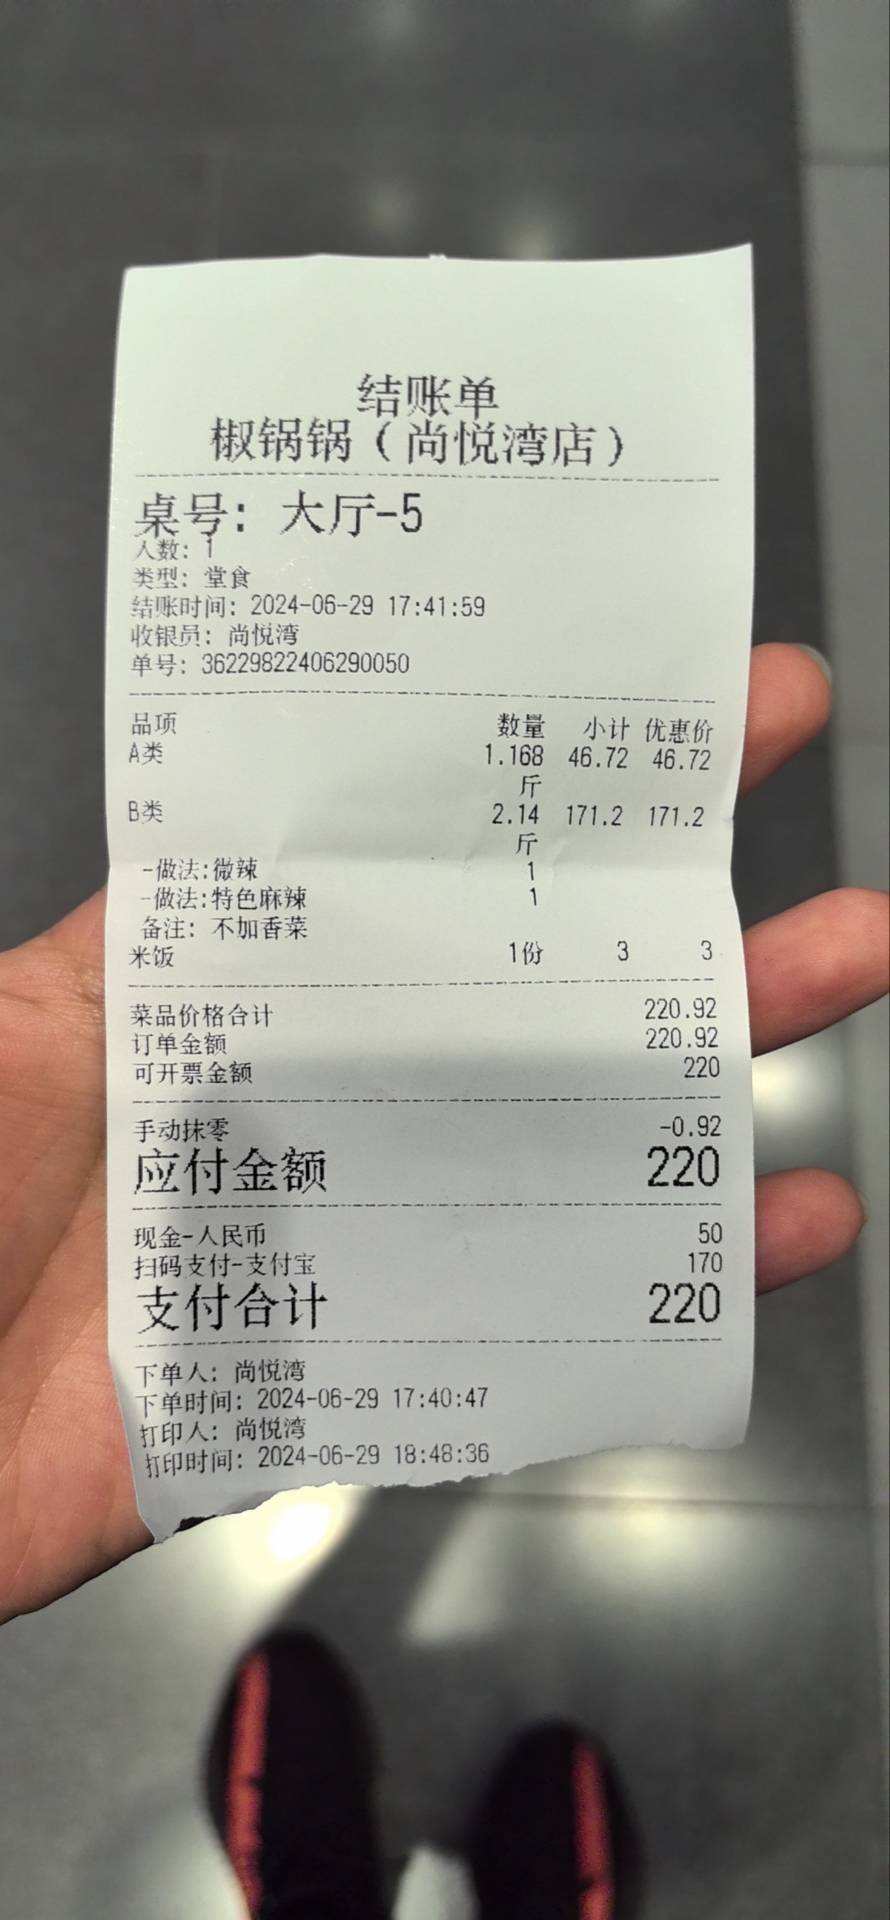 结账单
椒锅锅（尚悦湾店）
桌号: 大厅-5
人数: 1
类型: 堂食
结账时间: 2024-06-29 17:41:59
收银员: 尚悦湾
单号: 36229822406290050
品项 数量 小计 优惠价
A类 1.168 46.72 46.72
斤
B类 2.14 171.2 171.2
斤
-做法:微辣 1
-做法:特色麻辣 1
备注: 不加香菜
米饭 1份 3 3
菜品价格合计 220.92
订单金额 220.92
可开票金额 220
手动抹零 -0.92
应付金额 220
现金-人民币 50
扫码支付-支付宝 170
支付合计 220
下单人: 尚悦湾
下单时间: 2024-06-29 17:40:47
打印人: 尚悦湾
打印时间: 2024-06-29 18:48:36